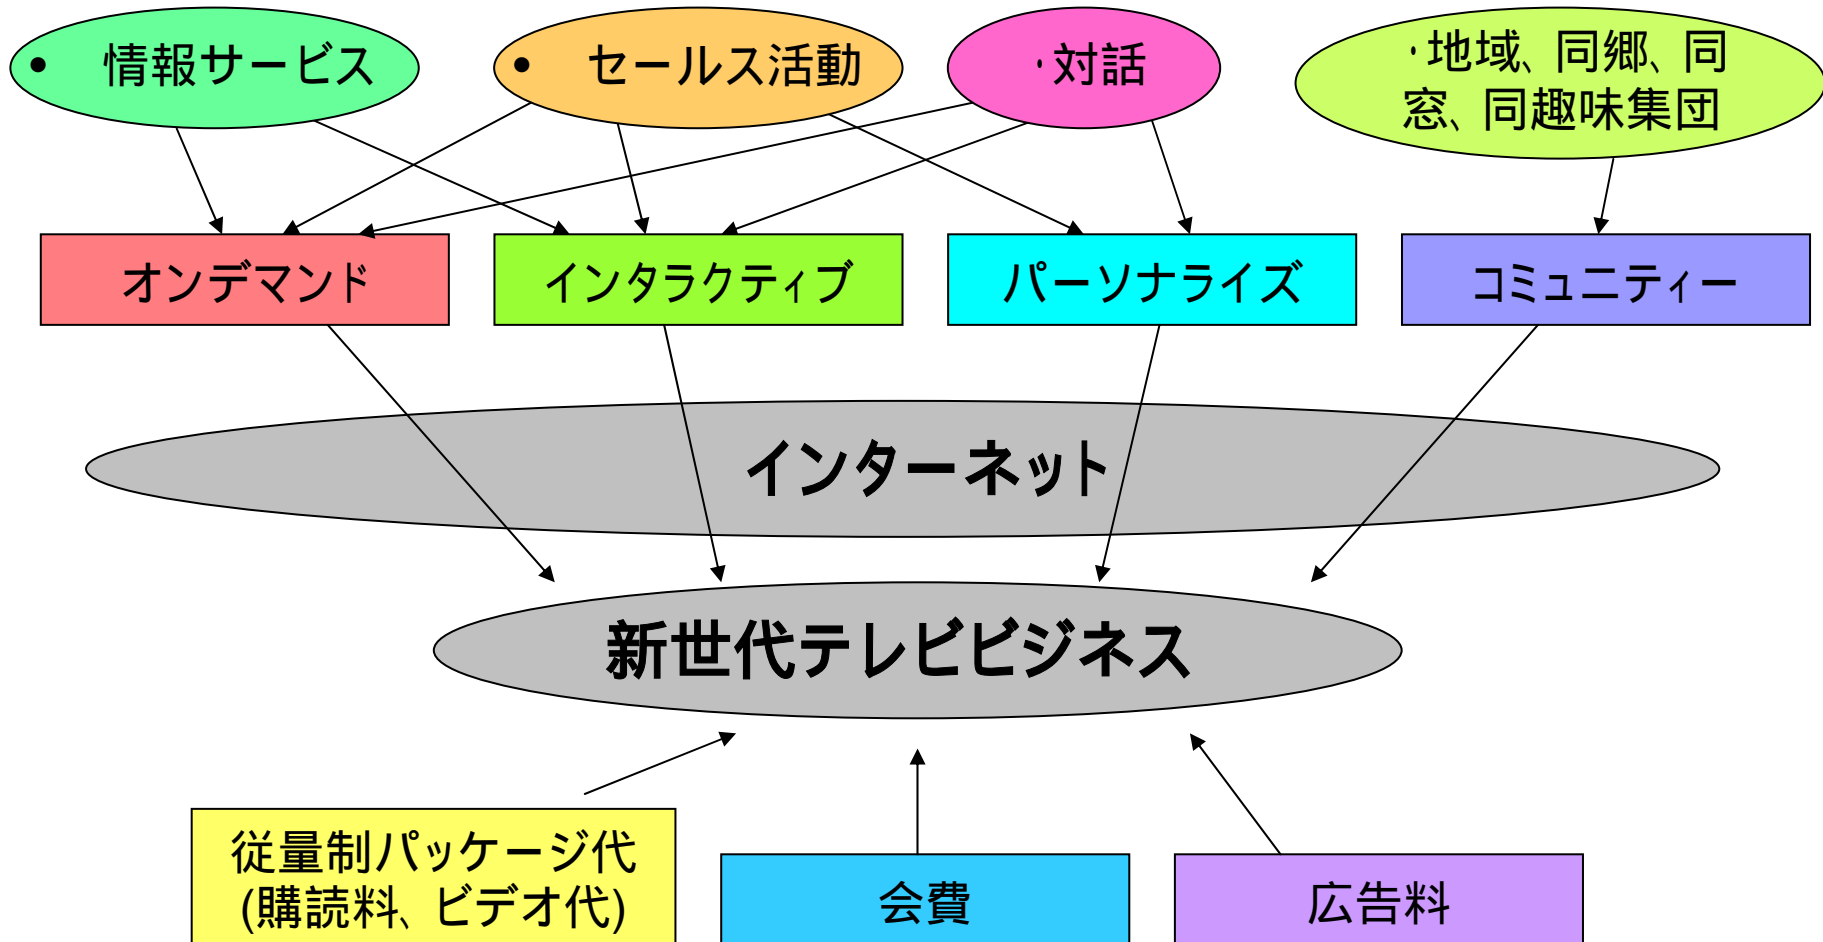 • 情報サービス
• セールス活動
・対話
・地域、同郷、同
窓、同趣味集団
オンデマンド
インタラクティブ
パーソナライズ
コミュニティー
インターネット
新世代テレビビジネス
従量制パッケージ代
(購読料、ビデオ代)
会費
広告料